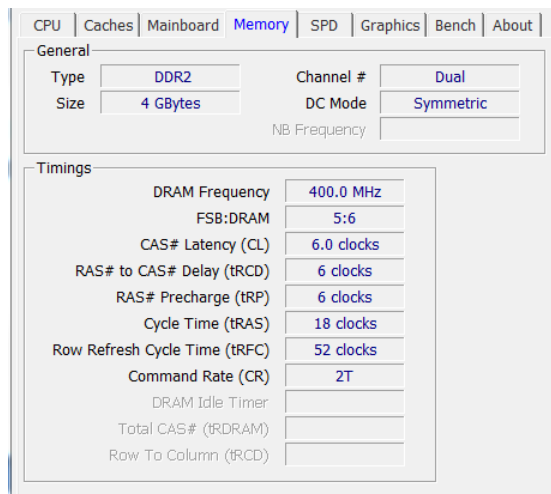 CPU Caches Mainboard Memory SPD Graphics Bench About
General
Type DDR2 Channel # Dual
Size 4 GBytes DC Mode Symmetric
NB Frequency
Timings
DRAM Frequency 400.0 MHz
FSB:DRAM 5:6
CAS# Latency (CL) 6.0 clocks
RAS# to CAS# Delay (tRCD) 6 clocks
RAS# Precharge (tRP) 6 clocks
Cycle Time (tRAS) 18 clocks
Row Refresh Cycle Time (tRFC) 52 clocks
Command Rate (CR) 2T
DRAM Idle Timer
Total CAS# (tRDRAM)
Row To Column (tRCD)